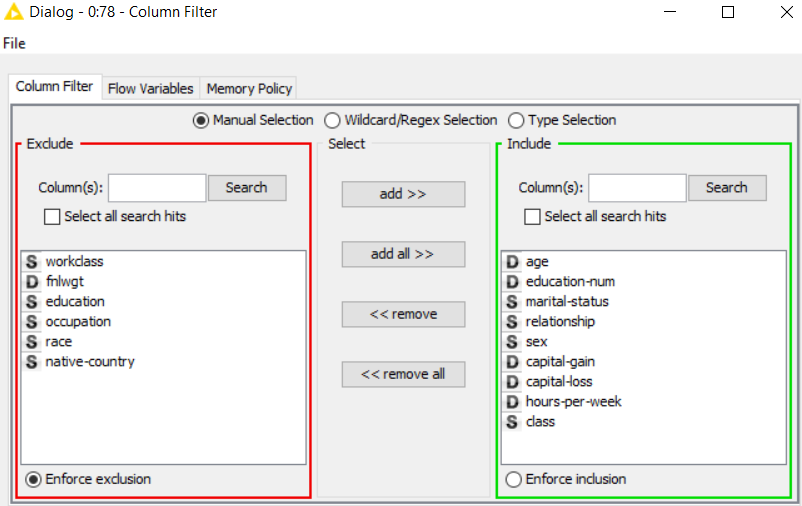 Dialog - 0:78 - Column Filter
File
Column Filter Flow Variables Memory Policy
Manual Selection Wildcard/Regex Selection Type Selection
Exclude
Column(s): Search
Select all search hits
S workclass
D fnlwgt
S education
S occupation
S race
S native-country
Enforce exclusion
Select
add >>
add all >>
<< remove
<< remove all
Include
Column(s): Search
Select all search hits
D age
D education-num
S marital-status
S relationship
S sex
D capital-gain
D capital-loss
D hours-per-week
S class
Enforce inclusion